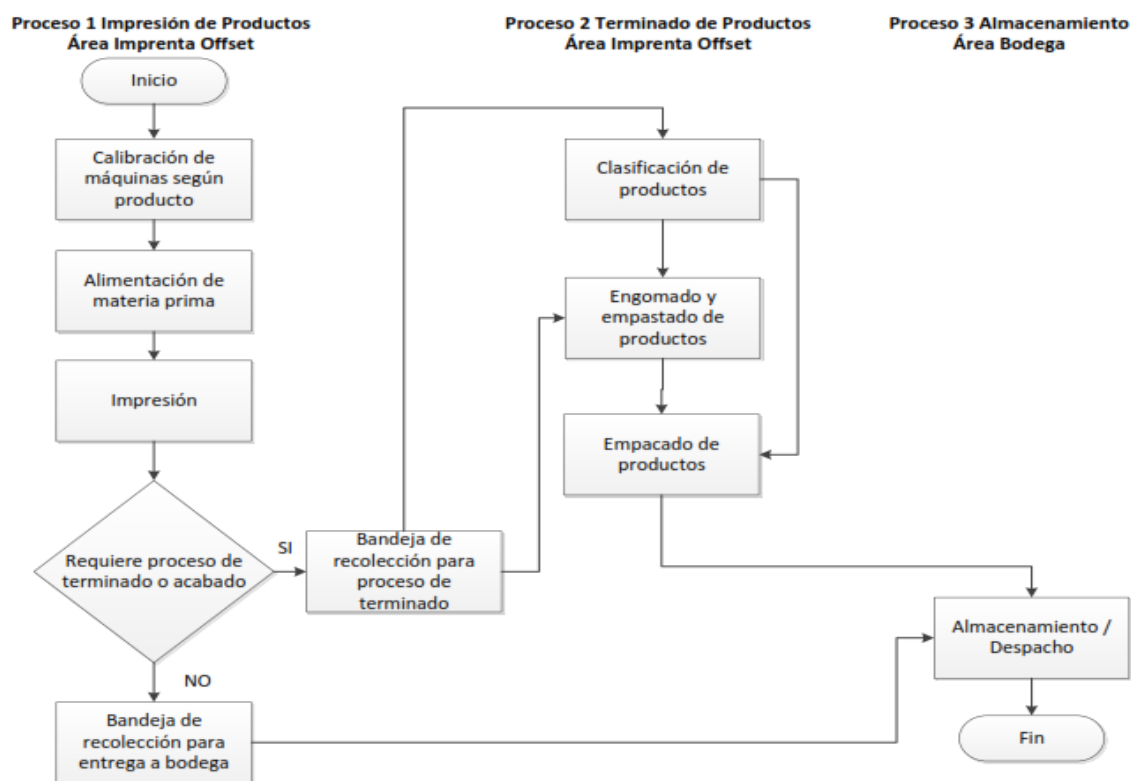 Proceso 1 Impresión de Productos
Área Imprenta Offset
Proceso 2 Terminado de Productos
Área Imprenta Offset
Proceso 3 Almacenamiento
Área Bodega
Inicio
Calibración de
máquinas según
producto
Alimentación de
materia prima
Impresión
Requiere proceso de
terminado o acabado
SI
NO
Bandeja de
recolección para
proceso de
terminado
Bandeja de
recolección para
entrega a bodega
Clasificación de
productos
Engomado y
empastado de
productos
Empacado de
productos
Almacenamiento /
Despacho
Fin